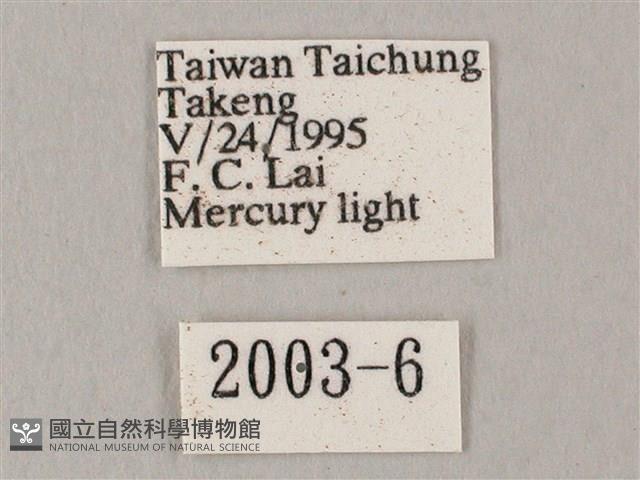 Taiwan Taichung
Takeng
V/24/1995
F. C. Lai
Mercury light
2003-6
國立自然科學博物館
NATIONAL MUSEUM OF NATURAL SCIENCE